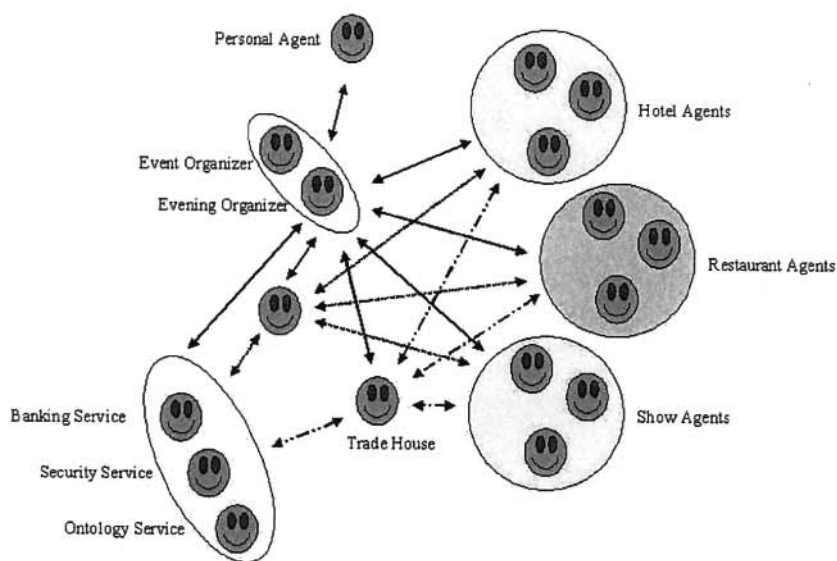 Personal Agent
Hotel Agents
Event Organizer
Evening Organizer
Restaurant Agents
Banking Service
Show Agents
Trade House
Security Service
Ontology Service